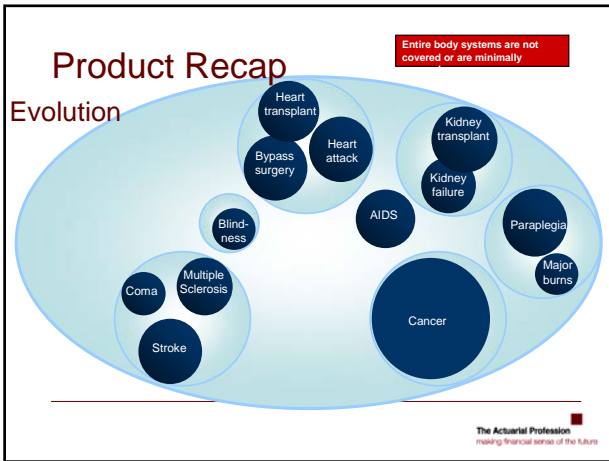 Product Recap
Entire body systems are not
covered or are minimally
Evolution
Heart
transplant
Bypass
surgery
Heart
attack
Kidney
transplant
Kidney
failure
Blind-
ness
AIDS
Paraplegia
Major
burns
Coma
Multiple
Sclerosis
Stroke
Cancer
The Actuarial Profession
making financial sense of the future